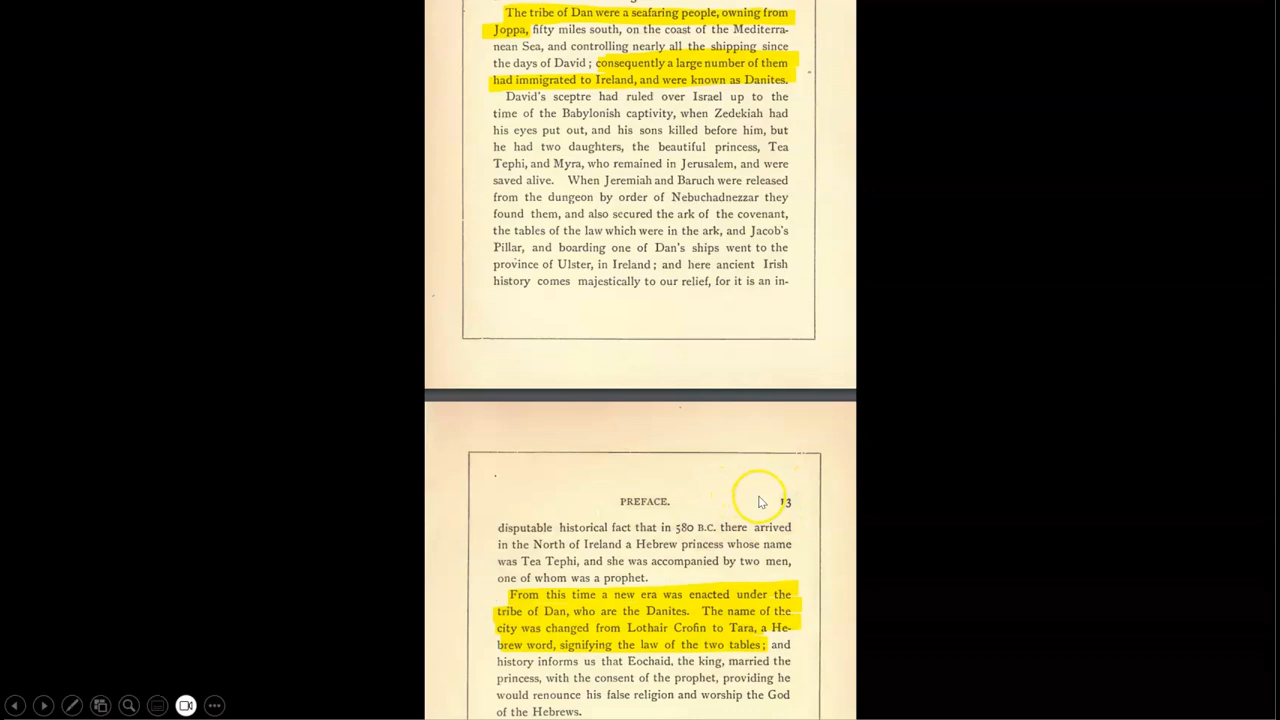 The tribe of Dan were a seafaring people, owning from
Joppa, fifty miles south, on the coast of the Mediterra-
nean Sea, and controlling nearly all the shipping since
the days of David ; consequently a large number of them
had immigrated to Ireland, and were known as Danites.
David's sceptre had ruled over Israel up to the
time of the Babylonish captivity, when Zedekiah had
his eyes put out, and his sons killed before him, but
he had two daughters, the beautiful princess, Tea
Tephi, and Myra, who remained in Jerusalem, and were
saved alive. When Jeremiah and Baruch were released
from the dungeon by order of Nebuchadnezzar they
found them, and also secured the ark of the covenant,
the tables of the law which were in the ark, and Jacob's
Pillar, and boarding one of Dan's ships went to the
province of Ulster, in Ireland ; and here ancient Irish
history comes majestically to our relief, for it is an in-
PREFACE. 13
disputable historical fact that in 580 B.C. there arrived
in the North of Ireland a Hebrew princess whose name
was Tea Tephi, and she was accompanied by two men,
one of whom was a prophet.
From this time a new era was enacted under the
tribe of Dan, who are the Danites. The name of the
city was changed from Lothair Crofin to Tara, a He-
brew word, signifying the law of the two tables ; and
history informs us that Eochaid, the king, married the
princess, with the consent of the prophet, providing he
would renounce his false religion and worship the God
of the Hebrews.